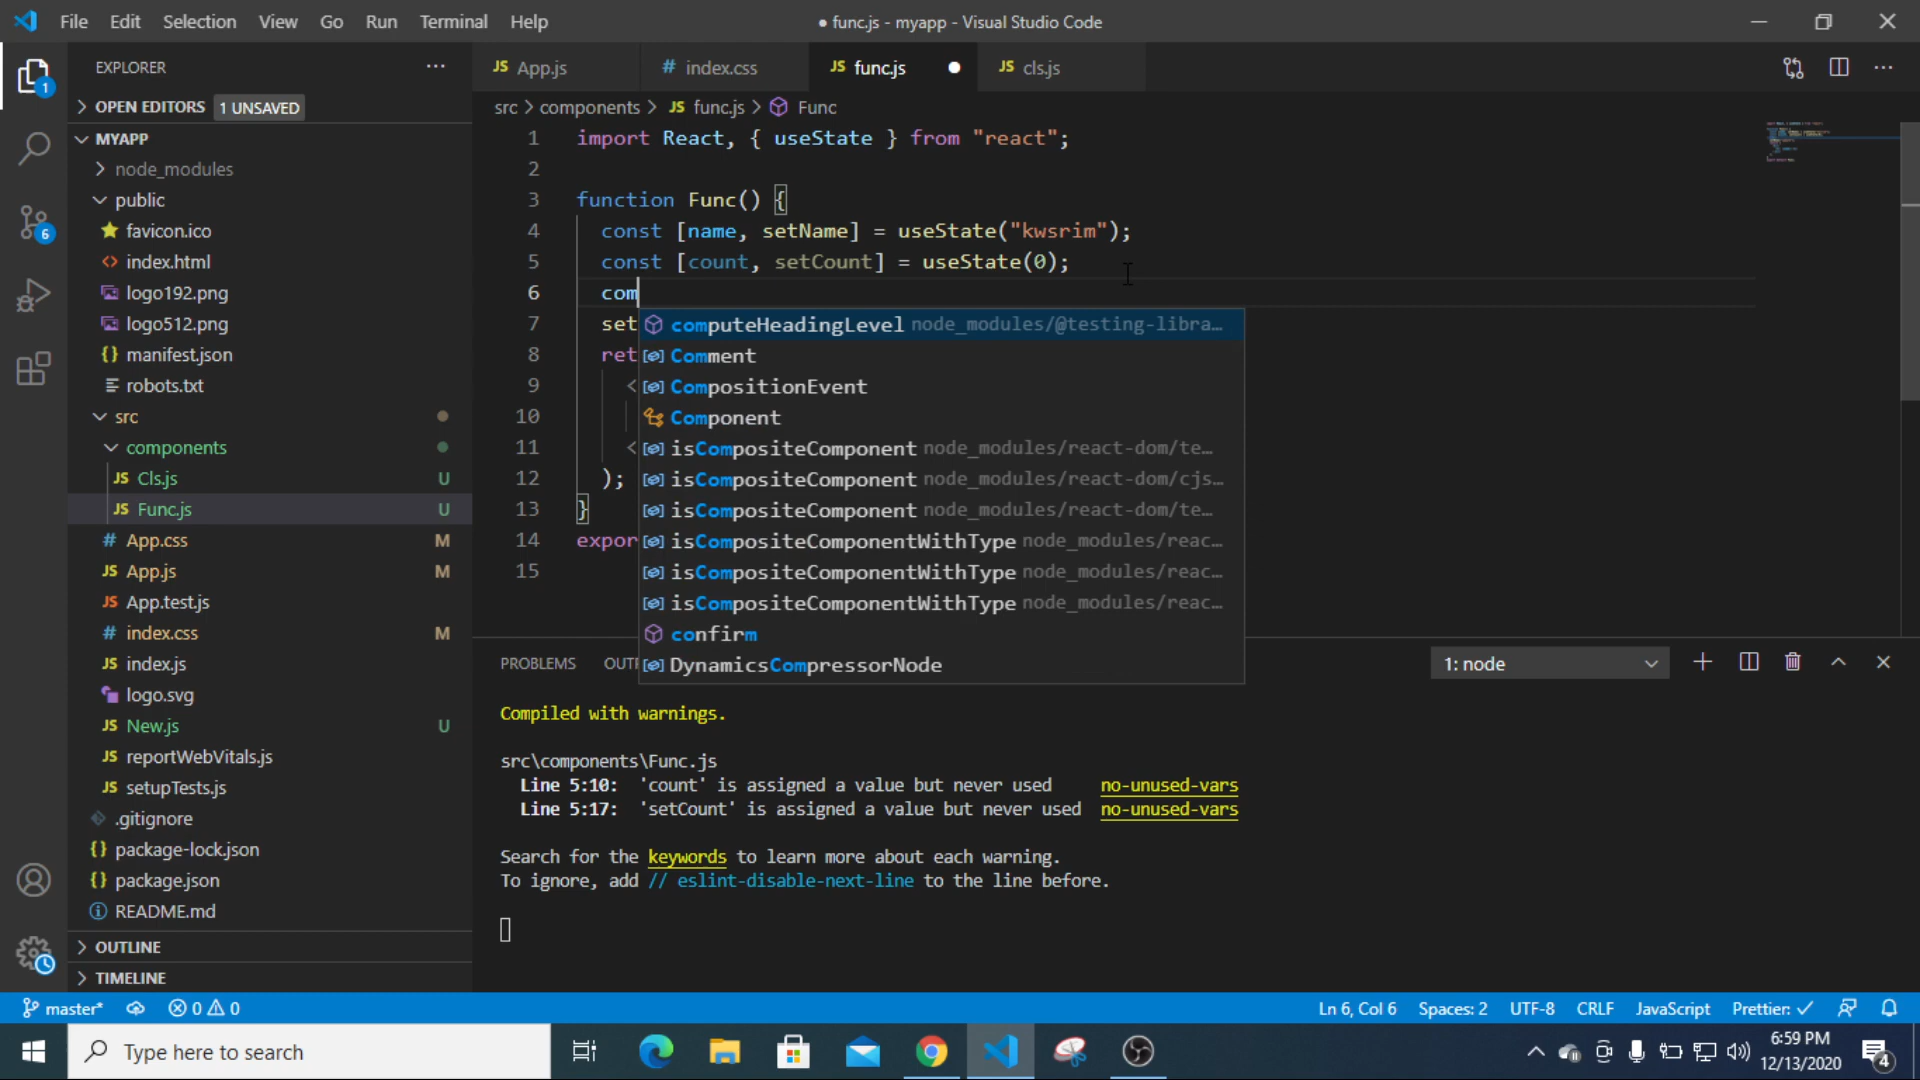 File Edit Selection View Go Run Terminal Help
● func.js - myapp - Visual Studio Code
EXPLORER
OPEN EDITORS 1 UNSAVED
MYAPP
node_modules
public
favicon.ico
index.html
logo192.png
logo512.png
manifest.json
robots.txt
src
components
Cls.js U
Func.js U
App.css M
App.js M
App.test.js
index.css M
index.js
logo.svg
New.js U
reportWebVitals.js
setupTests.js
.gitignore
package-lock.json
package.json
README.md
OUTLINE
TIMELINE
JS App.js # index.css JS func.js JS cls.js
src > components > JS func.js > Func
1 import React, { useState } from "react";
2
3 function Func() {
4 const [name, setName] = useState("kwsrim");
5 const [count, setCount] = useState(0);
6 com
7 set
8 ret
9 <
10
11 <
12 );
13 }
14 expor
15
computeHeadingLevel node_modules/@testing-libra...
Comment
CompositionEvent
Component
isCompositeComponent node_modules/react-dom/te...
isCompositeComponent node_modules/react-dom/cjs...
isCompositeComponent node_modules/react-dom/te...
isCompositeComponentWithType node_modules/reac...
isCompositeComponentWithType node_modules/reac...
isCompositeComponentWithType node_modules/reac...
confirm
DynamicsCompressorNode
PROBLEMS OUT 1: node
Compiled with warnings.
src\components\Func.js
Line 5:10: 'count' is assigned a value but never used no-unused-vars
Line 5:17: 'setCount' is assigned a value but never used no-unused-vars
Search for the keywords to learn more about each warning.
To ignore, add // eslint-disable-next-line to the line before.
master* 0 0 Ln 6, Col 6 Spaces: 2 UTF-8 CRLF JavaScript Prettier: ✓
Type here to search
6:59 PM
12/13/2020
4